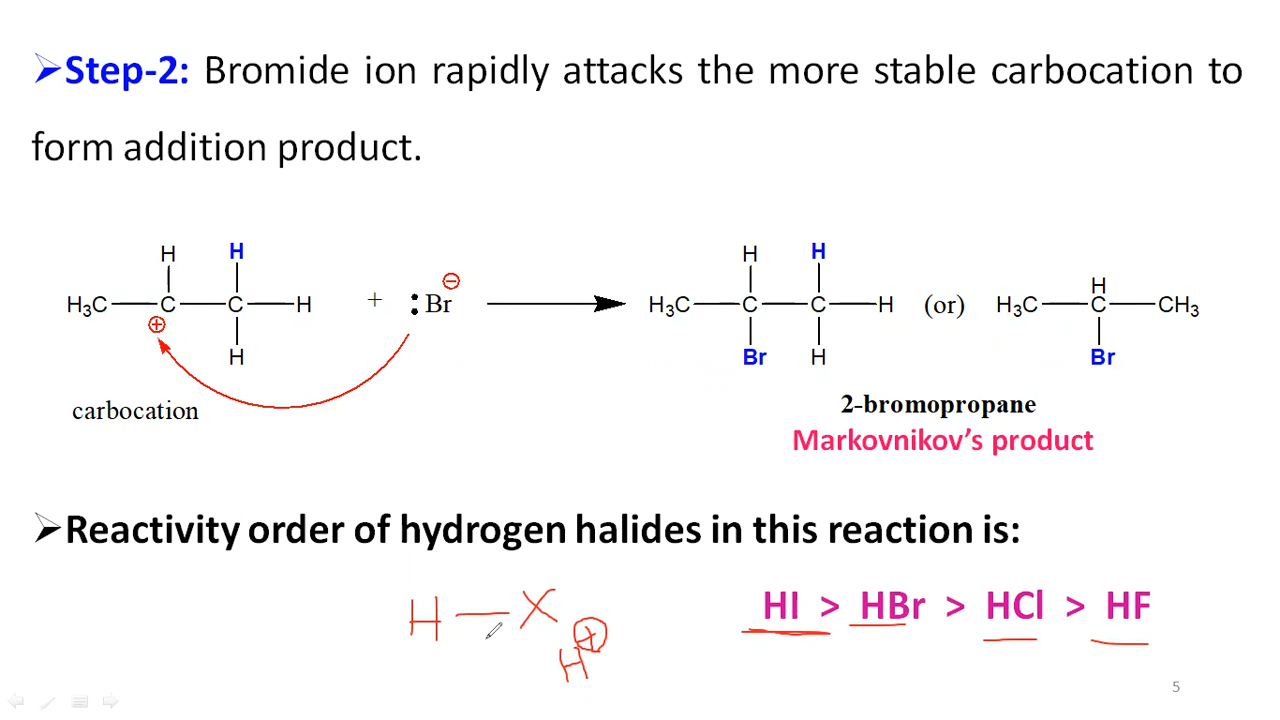 ➢Step-2: Bromide ion rapidly attacks the more stable carbocation to
form addition product.
H H H H
H₃C C C H + :Br ⊖ H₃C C C H (or) H₃C C CH₃
⊕
H Br H Br
carbocation
2-bromopropane
Markovnikov's product
➢Reactivity order of hydrogen halides in this reaction is:
H — X
H ⊕
HI > HBr > HCl > HF
5